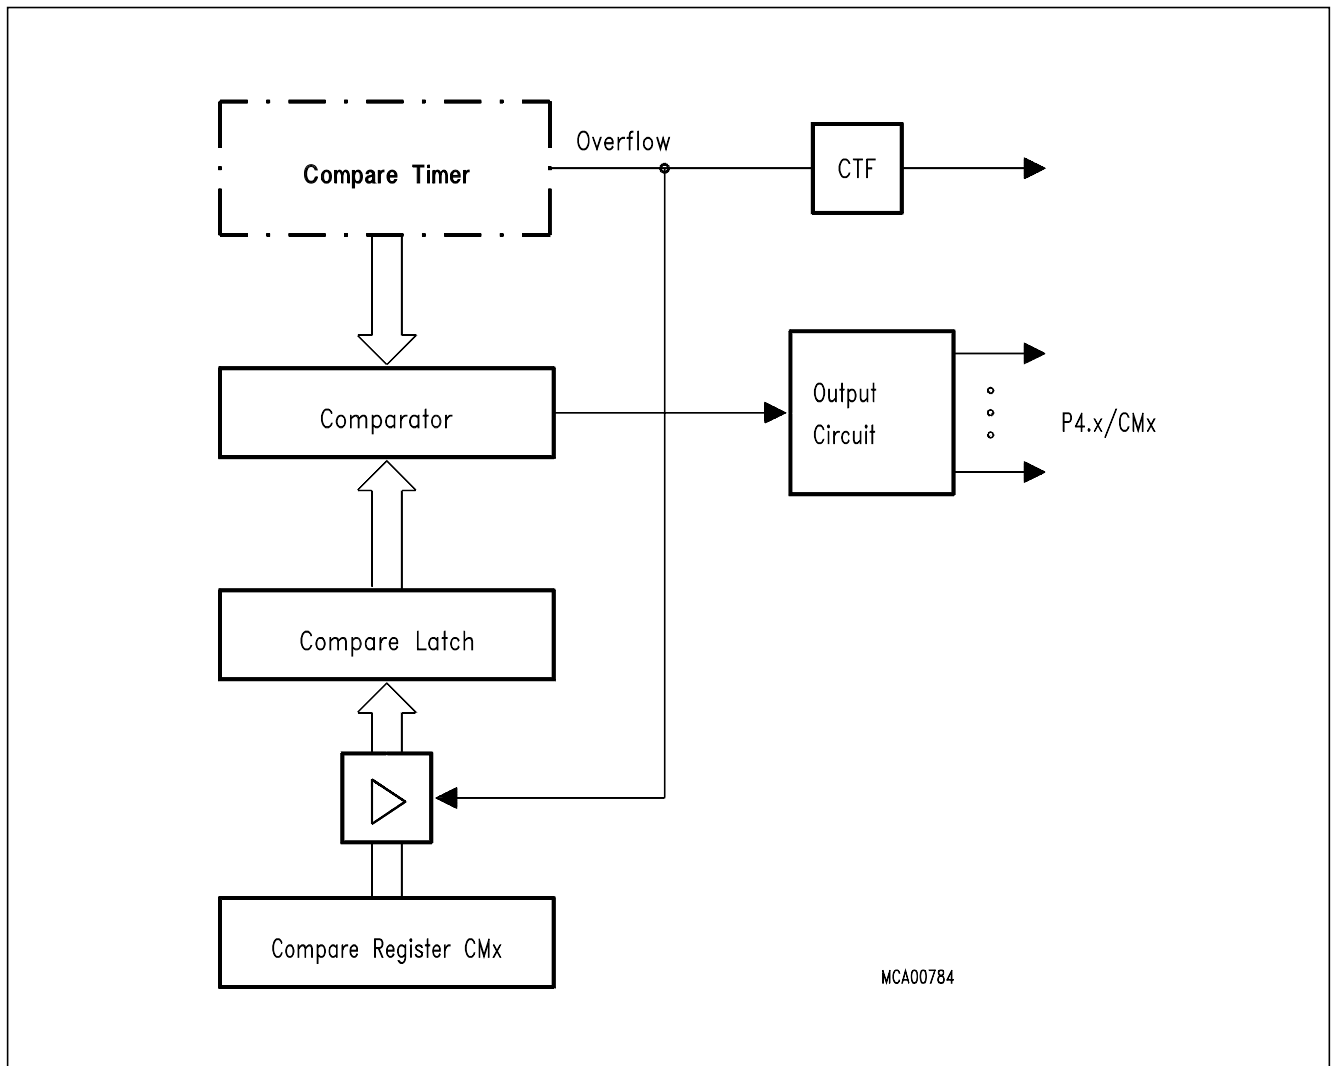 Overflow
Compare Timer
CTF
Comparator
Output
Circuit
P4.x/CMx
Compare Latch
Compare Register CMx
MCA00784